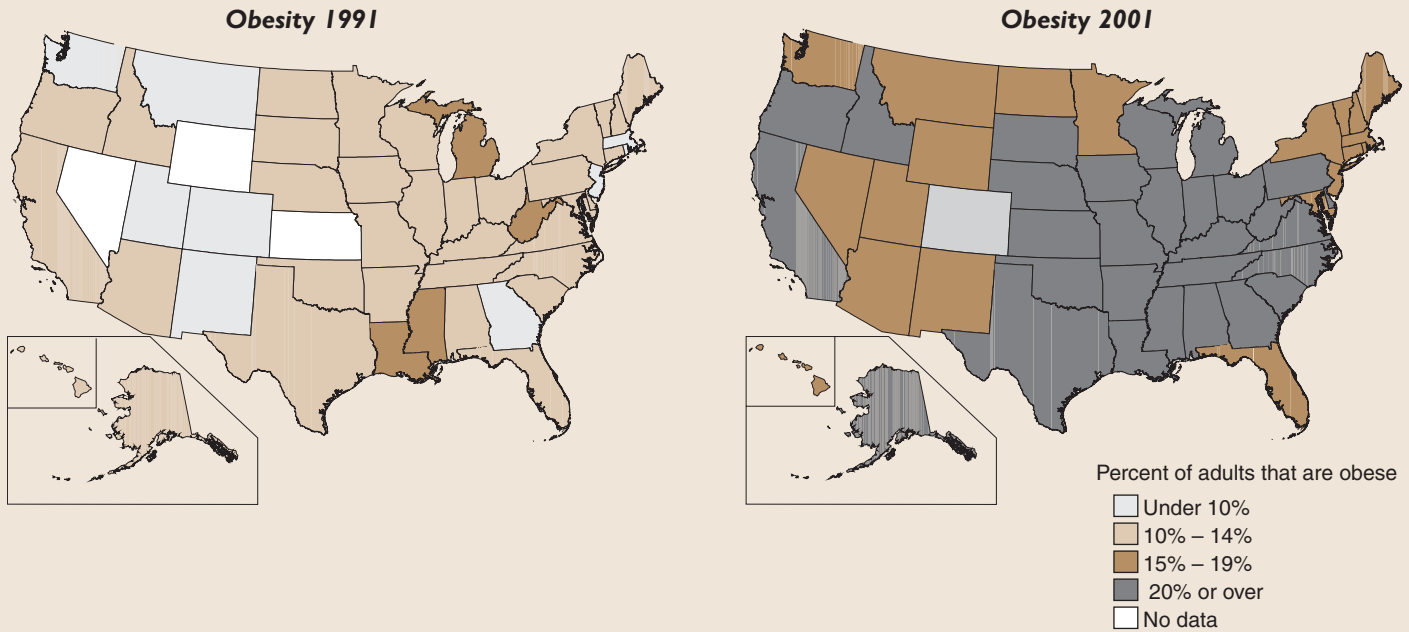 Obesity 1991
Obesity 2001
Percent of adults that are obese
Under 10%
10% – 14%
15% – 19%
20% or over
No data